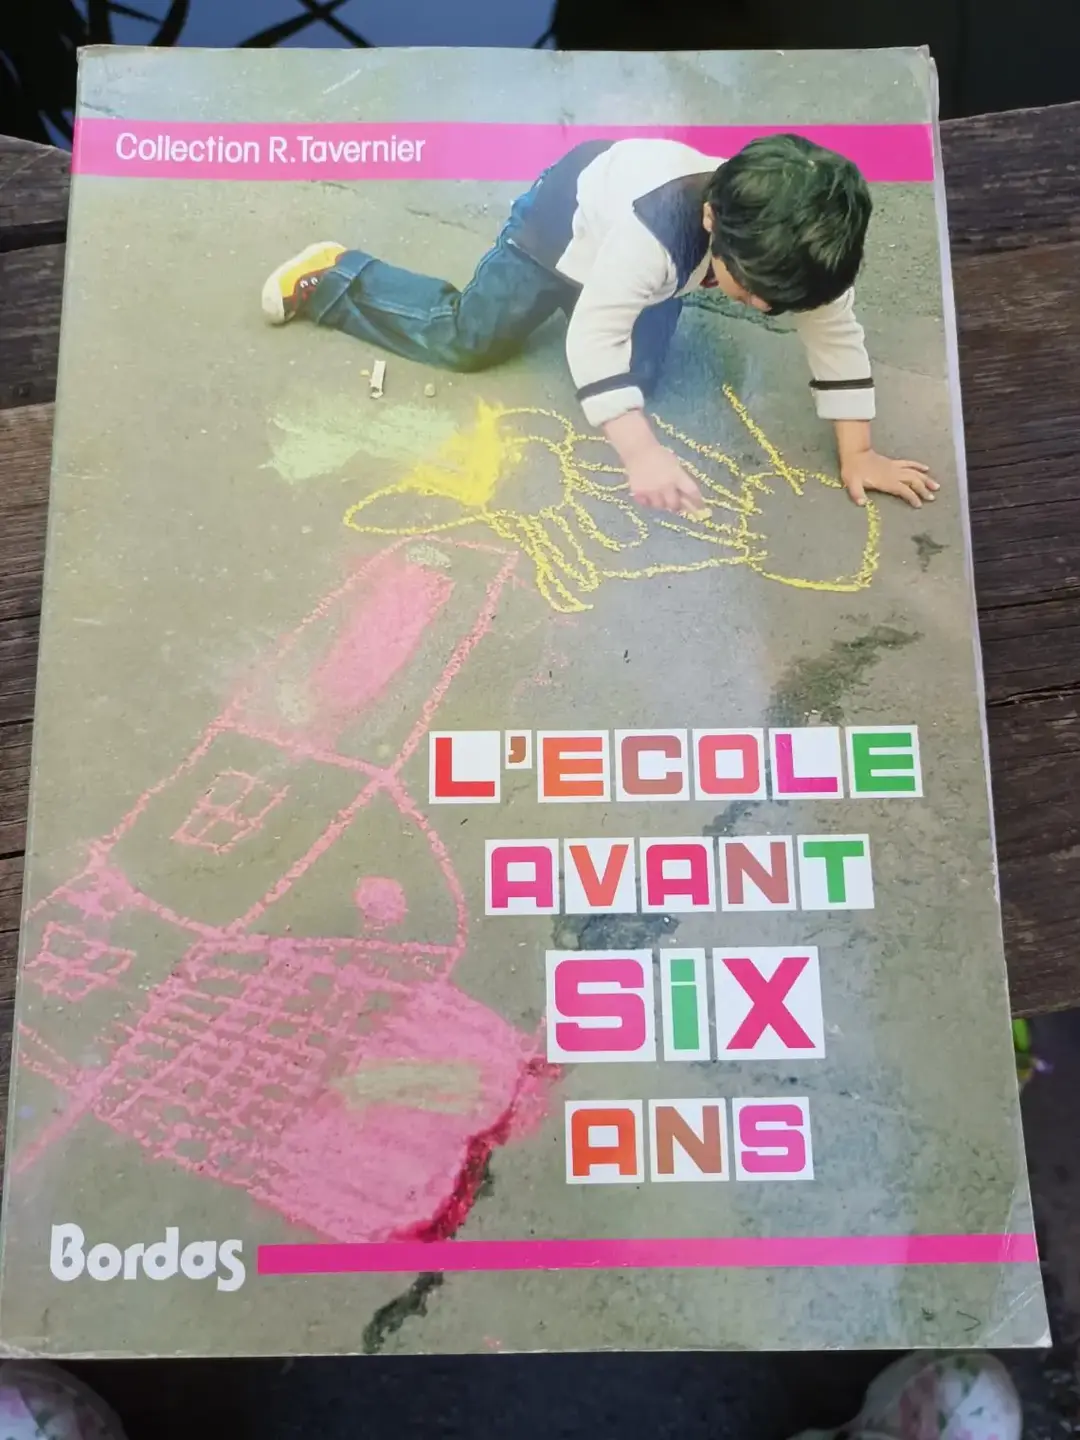 Collection R. Tavernier
L'ECOLE
AVANT
SiX
ANS
Bordas